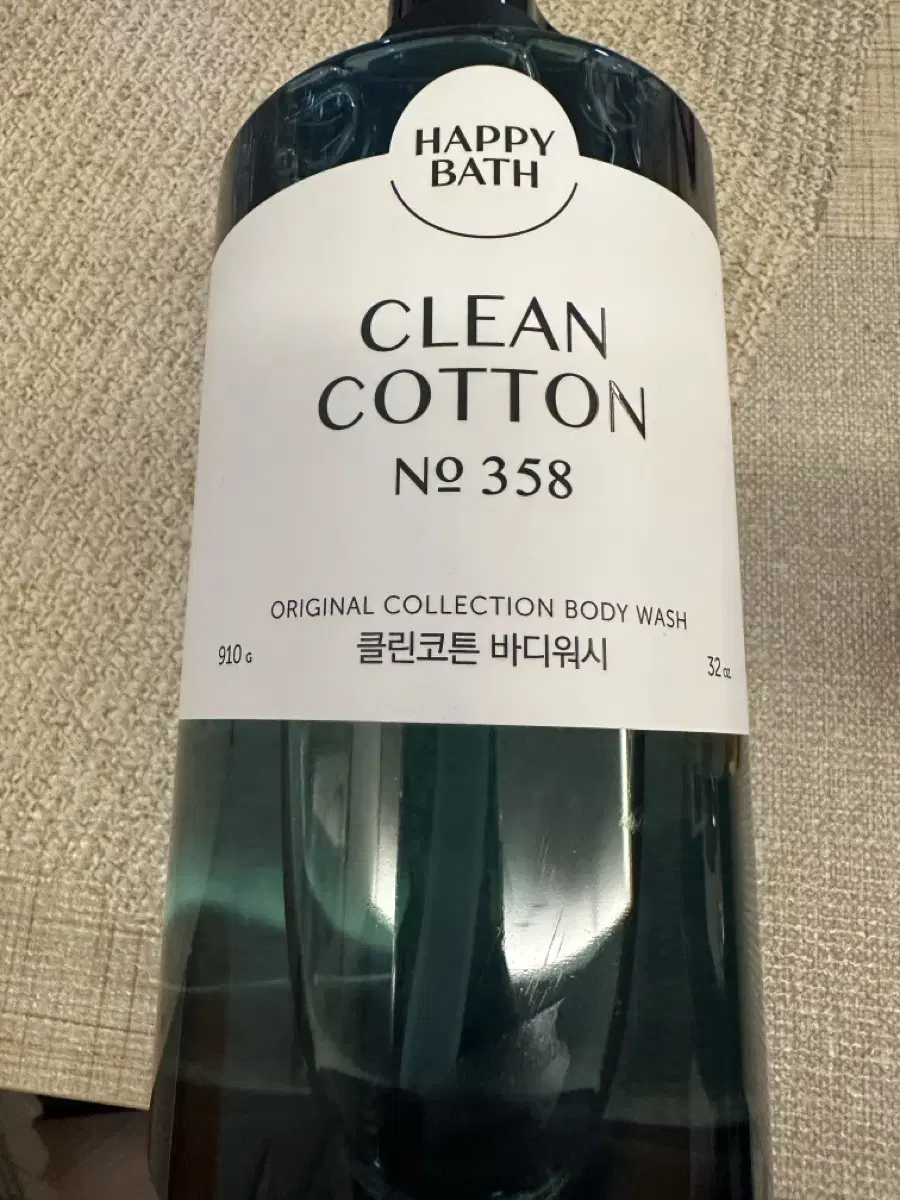 HAPPY
BATH
CLEAN
COTTON
Nº 358
ORIGINAL COLLECTION BODY WASH
클린코튼 바디워시
910 G
32 oz